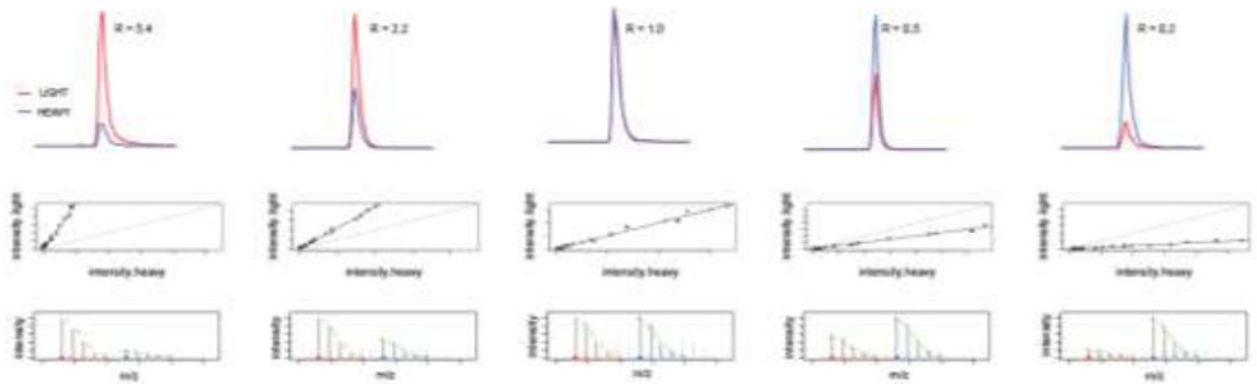 R = 5.4
R = 2.2
R = 1.0
R = 0.5
R = 0.2
LIGHT
HEAVY
intensity.light
intensity.light
intensity.light
intensity.light
intensity.light
intensity.heavy
intensity.heavy
intensity.heavy
intensity.heavy
intensity.heavy
intensity
intensity
intensity
intensity
intensity
m/z
m/z
m/z
m/z
m/z